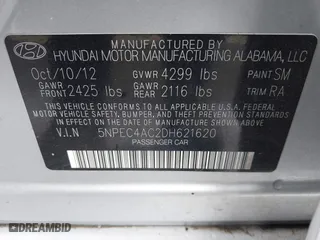 MANUFACTURED BY
HYUNDAI MOTOR MANUFACTURING ALABAMA, LLC
Oct/10/12 GVWR 4299 lbs PAINT SM
GAWR FRONT 2425 lbs GAWR REAR 2116 lbs TRIM RA
THIS VEHICLE CONFORMS TO ALL APPLICABLE U.S.A. FEDERAL
MOTOR VEHICLE SAFETY, BUMPER, AND THEFT PREVENTION STANDARDS
IN EFFECT ON THE DATE OF MANUFACTURE SHOWN ABOVE.
V.I.N 5NPEC4AC2DH621620
PASSENGER CAR
DREAMBID